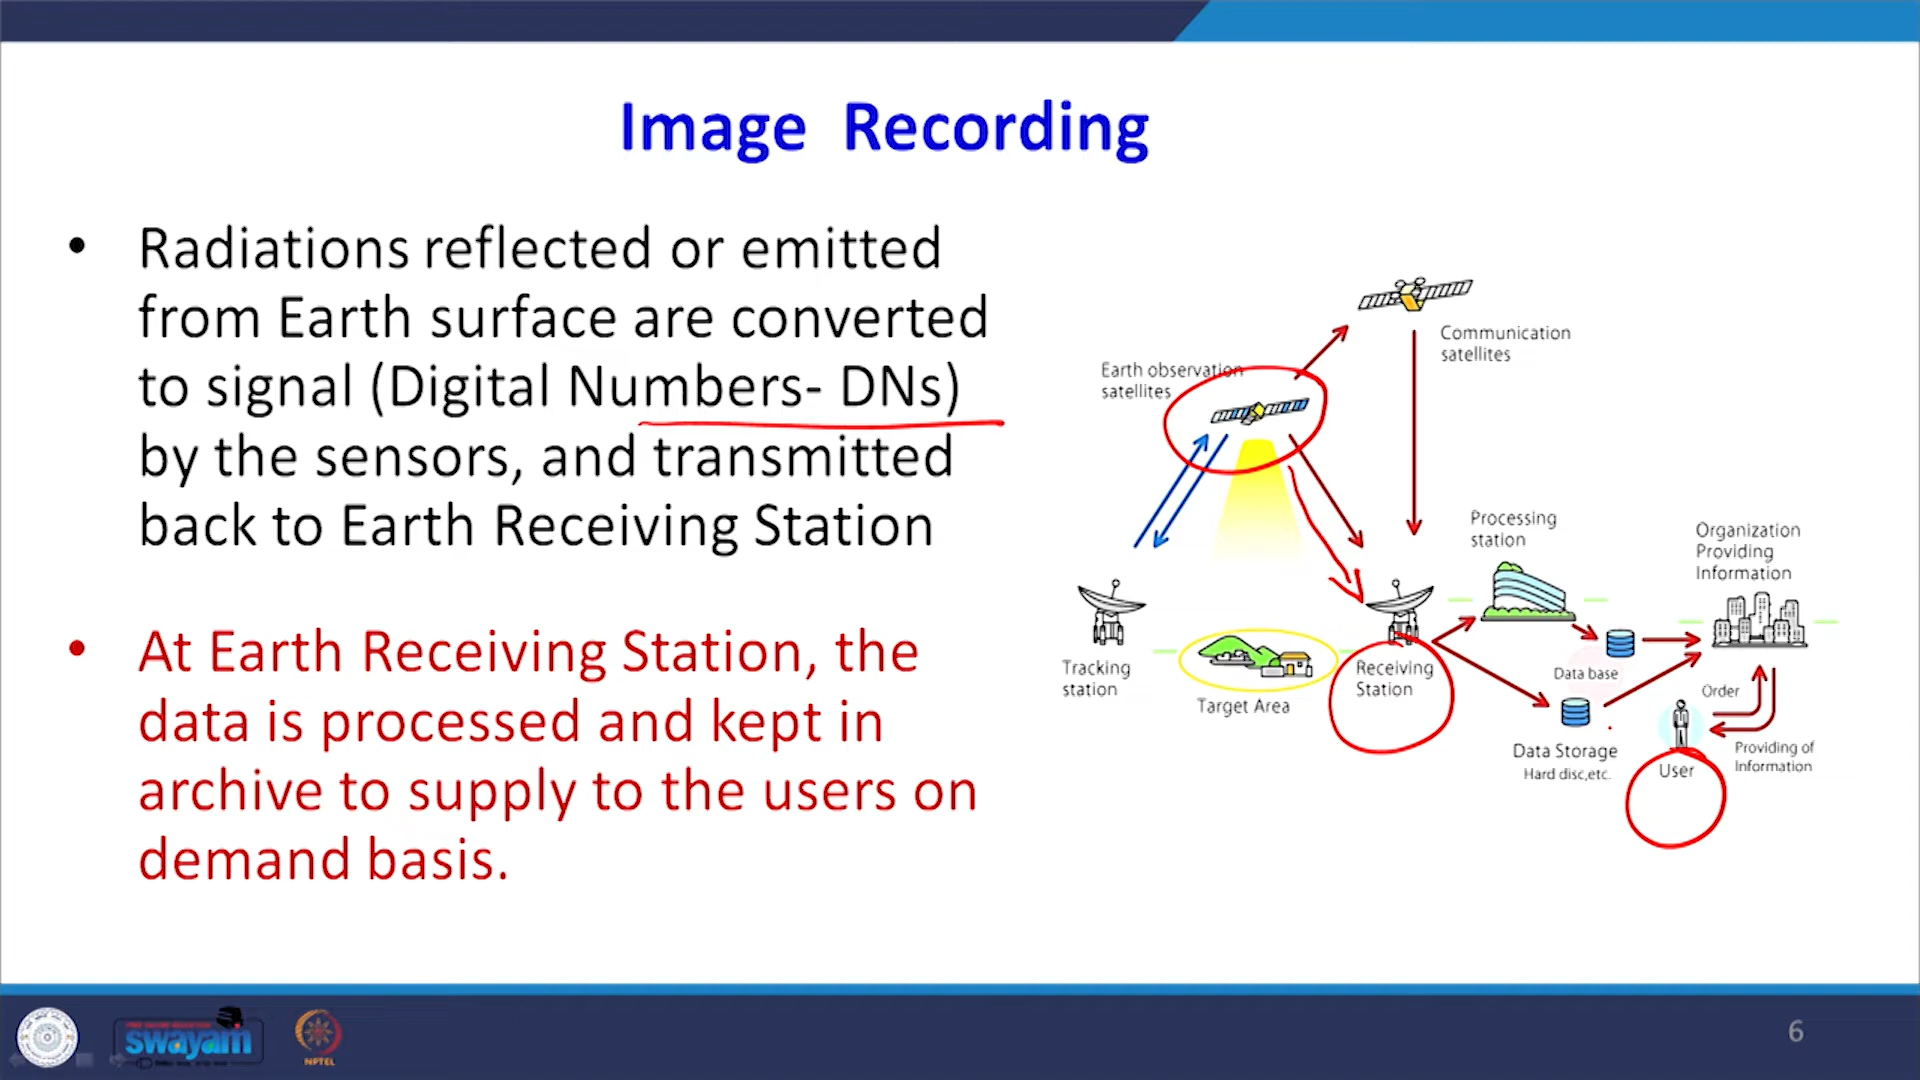 Image Recording
• Radiations reflected or emitted
from Earth surface are converted
to signal (Digital Numbers- DNs)
by the sensors, and transmitted
back to Earth Receiving Station
• At Earth Receiving Station, the
data is processed and kept in
archive to supply to the users on
demand basis.
Communication
satellites
Earth observation
satellites
Processing
station
Organization
Providing
Information
Tracking
station
Target Area
Receiving
Station
Data base
Data Storage
Hard disc,etc.
Order
User
Providing of
Information
swayam
NPTEL
6